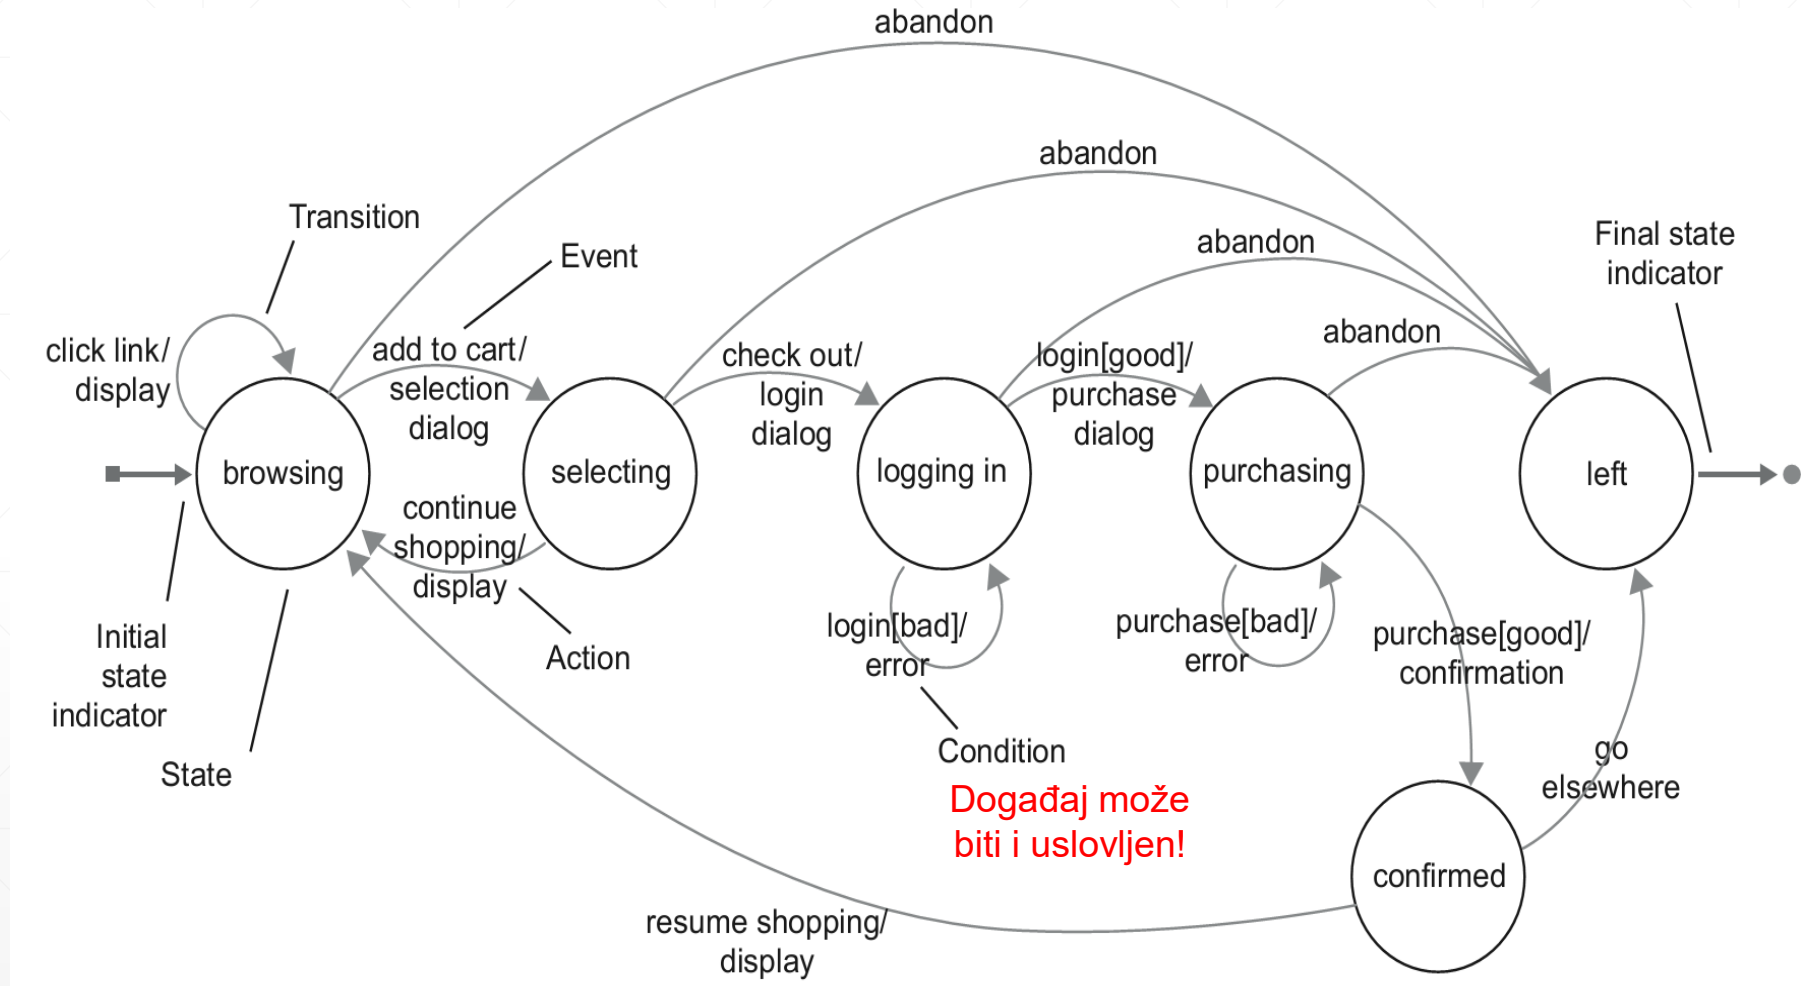 abandon
abandon
Transition
abandon
Final state
indicator
Event
abandon
click link/
display
add to cart/
selection
dialog
check out/
login
dialog
login[good]/
purchase
dialog
browsing
selecting
logging in
purchasing
left
continue
shopping/
display
Initial
state
indicator
State
Action
login[bad]/
error
purchase[bad]/
error
purchase[good]/
confirmation
Condition
Događaj može
biti i uslovljen!
go
elsewhere
confirmed
resume shopping/
display